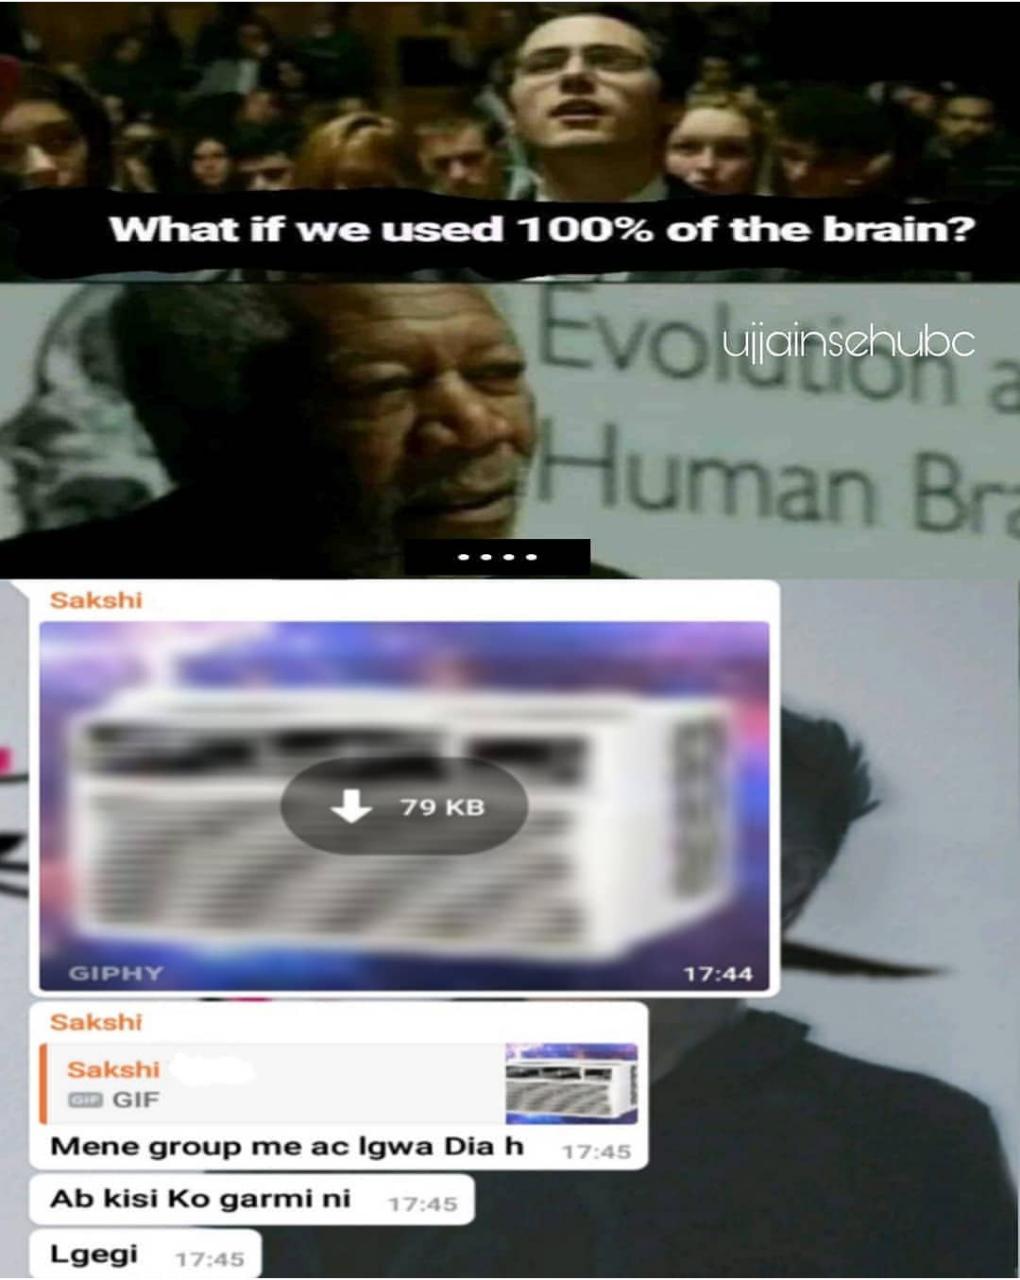 What if we used 100% of the brain?
ujjainsehubc
Evolution a
Human Bra
....
Sakshi
79 KB
GIPHY
17:44
Sakshi
Sakshi
GIF GIF
Mene group me ac lgwa Dia h 17:45
Ab kisi Ko garmi ni 17:45
Lgegi 17:45